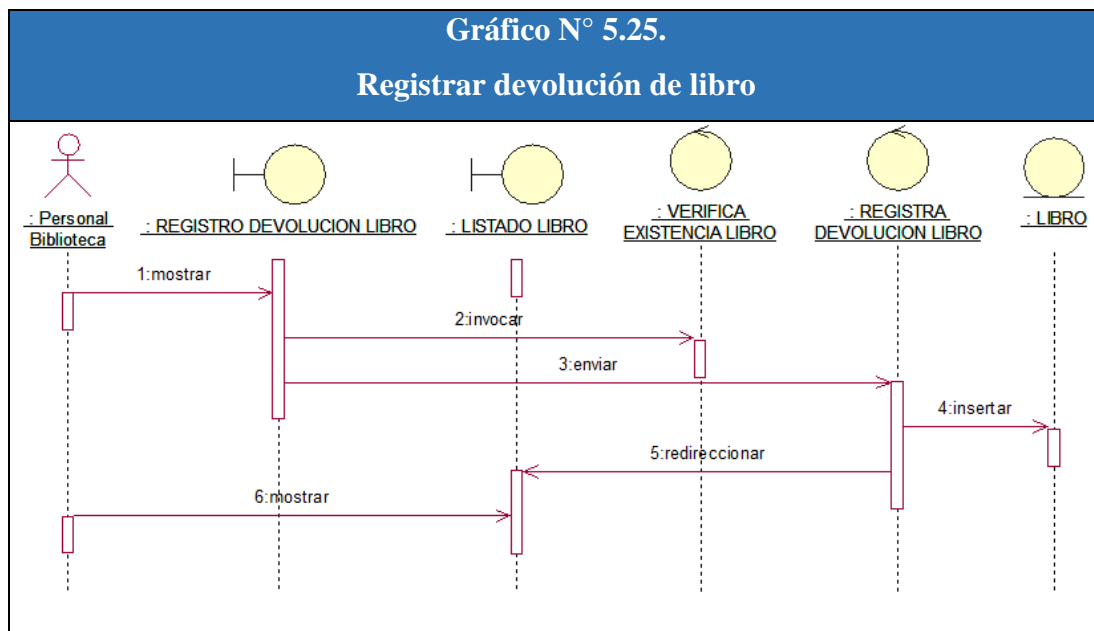 Gráfico N° 5.25.
Registrar devolución de libro
: Personal
Biblioteca
: REGISTRO DEVOLUCION LIBRO
: LISTADO LIBRO
: VERIFICA
EXISTENCIA LIBRO
: REGISTRA
DEVOLUCION LIBRO
: LIBRO
1:mostrar
2:invocar
3:enviar
4:insertar
5:redireccionar
6:mostrar